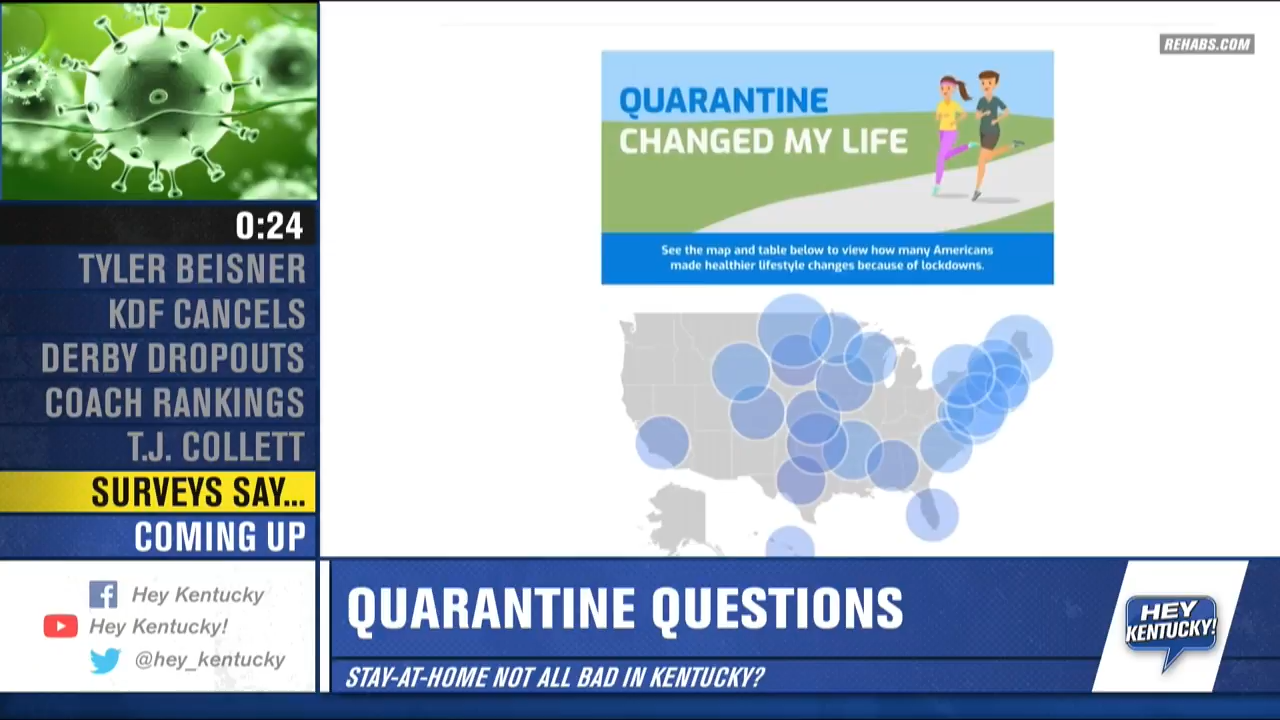 REHABS.COM
QUARANTINE
CHANGED MY LIFE
See the map and table below to view how many Americans
made healthier lifestyle changes because of lockdowns.
0:24
TYLER BEISNER
KDF CANCELS
DERBY DROPOUTS
COACH RANKINGS
T.J. COLLETT
SURVEYS SAY...
COMING UP
Hey Kentucky
Hey Kentucky!
@hey_kentucky
QUARANTINE QUESTIONS
STAY-AT-HOME NOT ALL BAD IN KENTUCKY?
HEY
KENTUCKY!